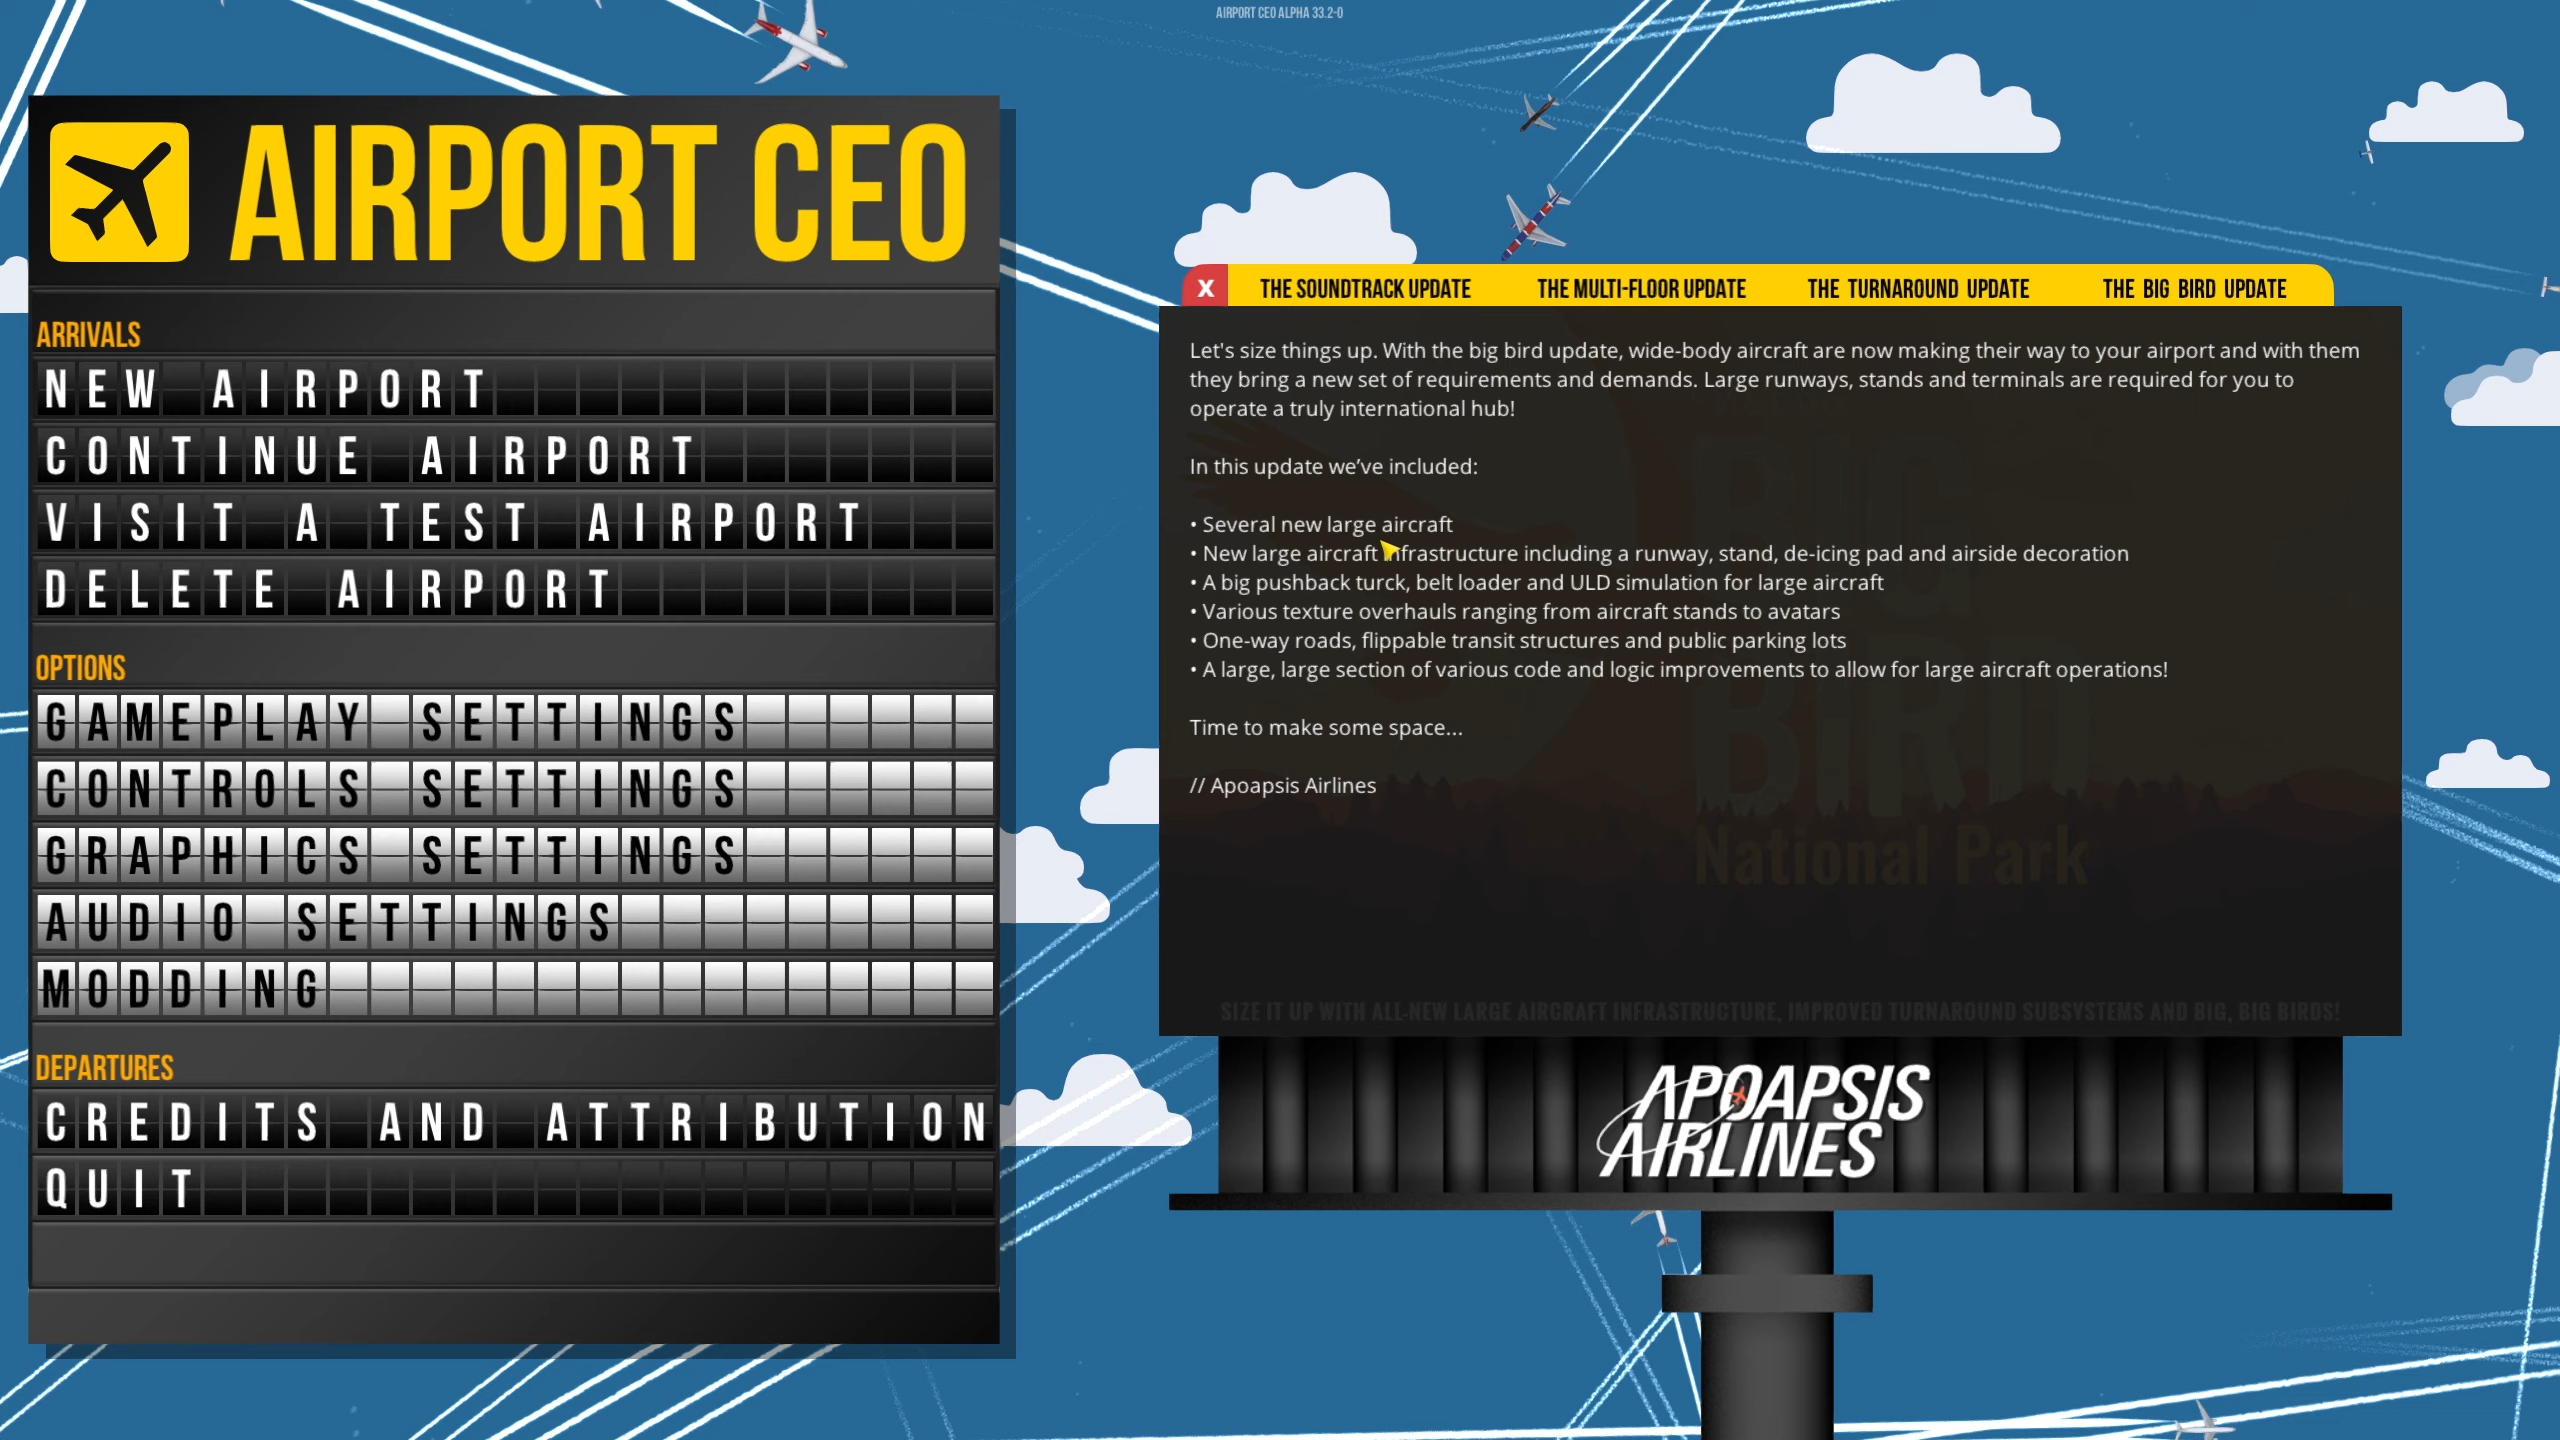 AIRPORT CEO ALPHA 33.2-0
AIRPORT CEO
ARRIVALS
NEW AIRPORT
CONTINUE AIRPORT
VISIT A TEST AIRPORT
DELETE AIRPORT
OPTIONS
GAMEPLAY SETTINGS
CONTROLS SETTINGS
GRAPHICS SETTINGS
AUDIO SETTINGS
MODDING
DEPARTURES
CREDITS AND ATTRIBUTION
QUIT
X THE SOUNDTRACK UPDATE THE MULTI-FLOOR UPDATE THE TURNAROUND UPDATE THE BIG BIRD UPDATE
Let's size things up. With the big bird update, wide-body aircraft are now making their way to your airport and with them
they bring a new set of requirements and demands. Large runways, stands and terminals are required for you to
operate a truly international hub!
In this update we’ve included:
• Several new large aircraft
• New large aircraft infrastructure including a runway, stand, de-icing pad and airside decoration
• A big pushback turck, belt loader and ULD simulation for large aircraft
• Various texture overhauls ranging from aircraft stands to avatars
• One-way roads, flippable transit structures and public parking lots
• A large, large section of various code and logic improvements to allow for large aircraft operations!
Time to make some space...
// Apoapsis Airlines
BIG
BIRD
National Park
SIZE IT UP WITH ALL-NEW LARGE AIRCRAFT INFRASTRUCTURE, IMPROVED TURNAROUND SUBSYSTEMS AND BIG, BIG BIRDS!
APOAPSIS
AIRLINES